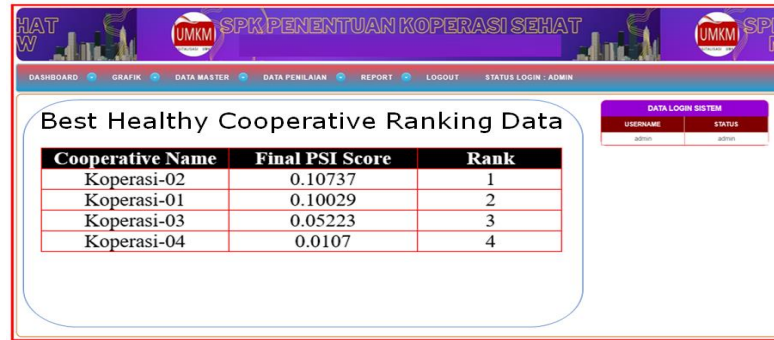 HAT
W
UMKM
SPK PENENTUAN KOPERASI SEHAT
UMKM
SP
DASHBOARD GRAFIK DATA MASTER DATA PENILAIAN REPORT LOGOUT STATUS LOGIN : ADMIN
Best Healthy Cooperative Ranking Data
Cooperative Name Final PSI Score Rank
Koperasi-02 0.10737 1
Koperasi-01 0.10029 2
Koperasi-03 0.05223 3
Koperasi-04 0.0107 4
DATA LOGIN SISTEM
USERNAME STATUS
admin admin